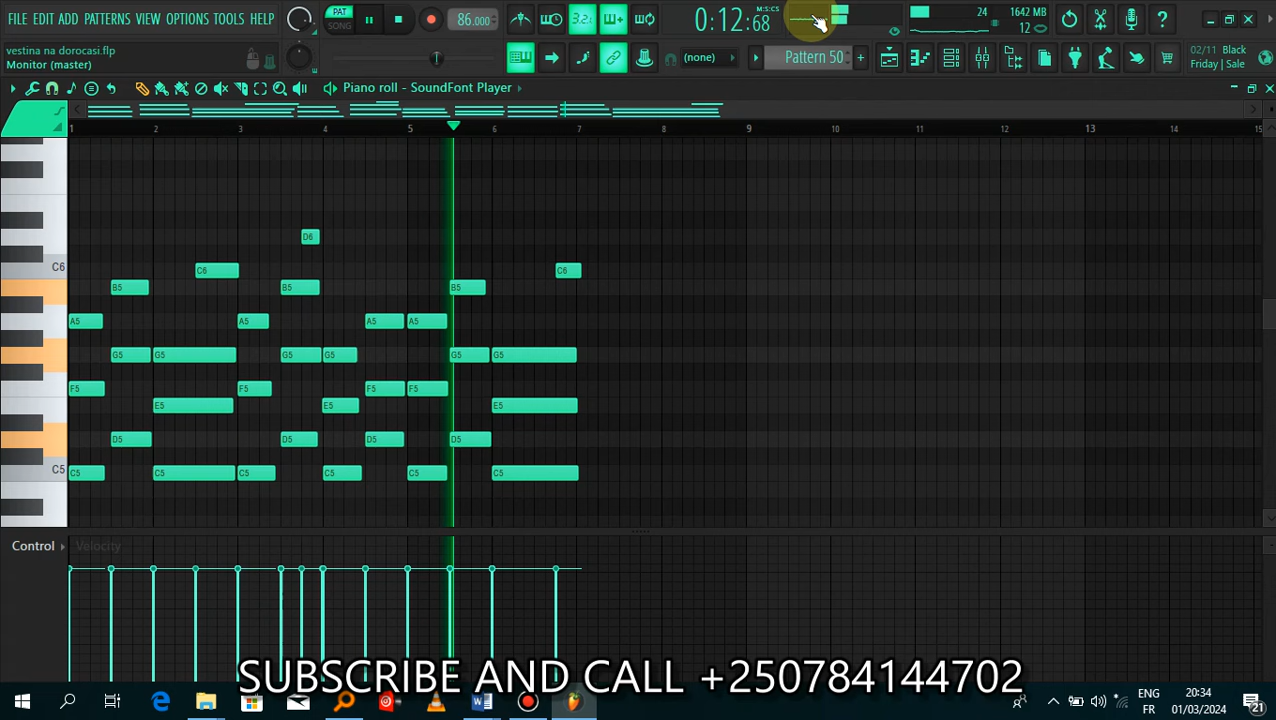 FILE EDIT ADD PATTERNS VIEW OPTIONS TOOLS HELP
PAT
SONG
3.2
86.000
0:12:68
M:S:CS
24
1642 MB
12
vestina na dorocasi.flp
Monitor (master)
(none)
Pattern 50
02/11 Black
Friday | Sale
Piano roll - SoundFont Player
1 2 3 4 5 6 7 8 9 10 11 12 13 14 15
D6
C6 C6 C6
B5 B5 B5
A5 A5 A5 A5
G5 G5 G5 G5 G5 G5
F5 F5 F5 F5
E5 E5 E5
D5 D5 D5 D5
C5 C5 C5 C5 C5 C5 C5
Control Velocity
SUBSCRIBE AND CALL +250784144702
ENG
FR
20:34
01/03/2024
21